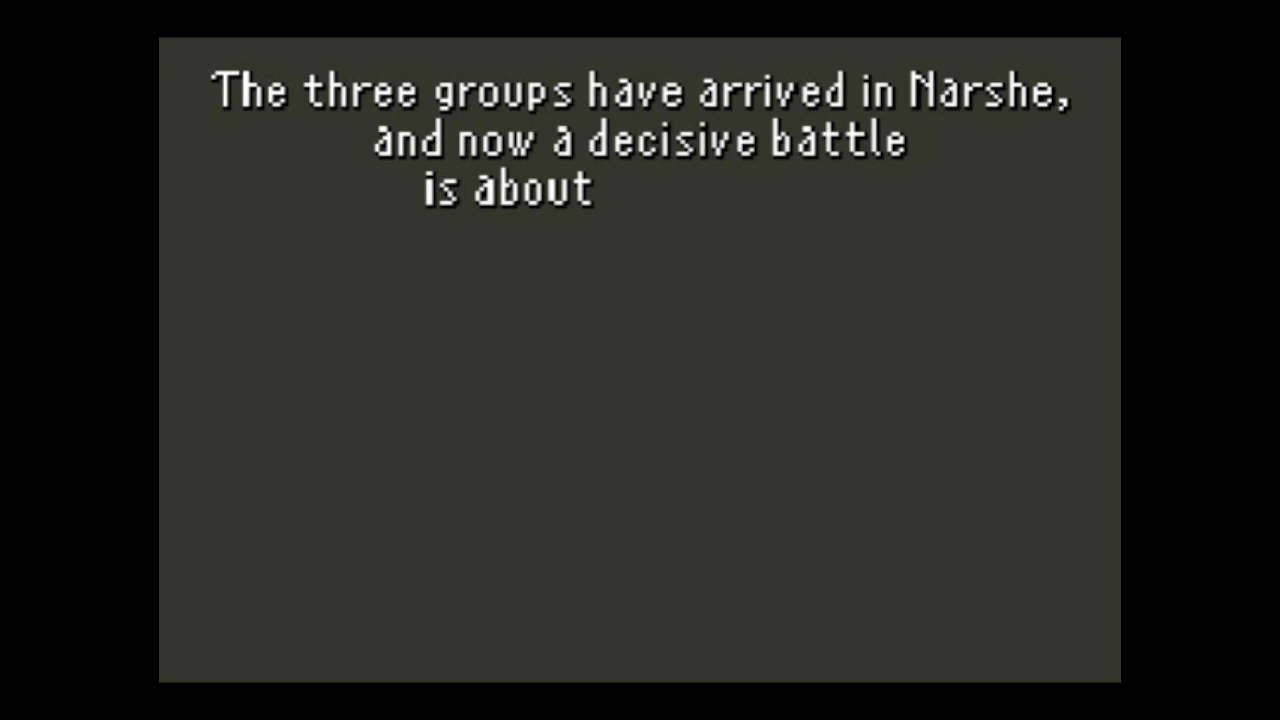 The three groups have arrived in Narshe,
and now a decisive battle
is about